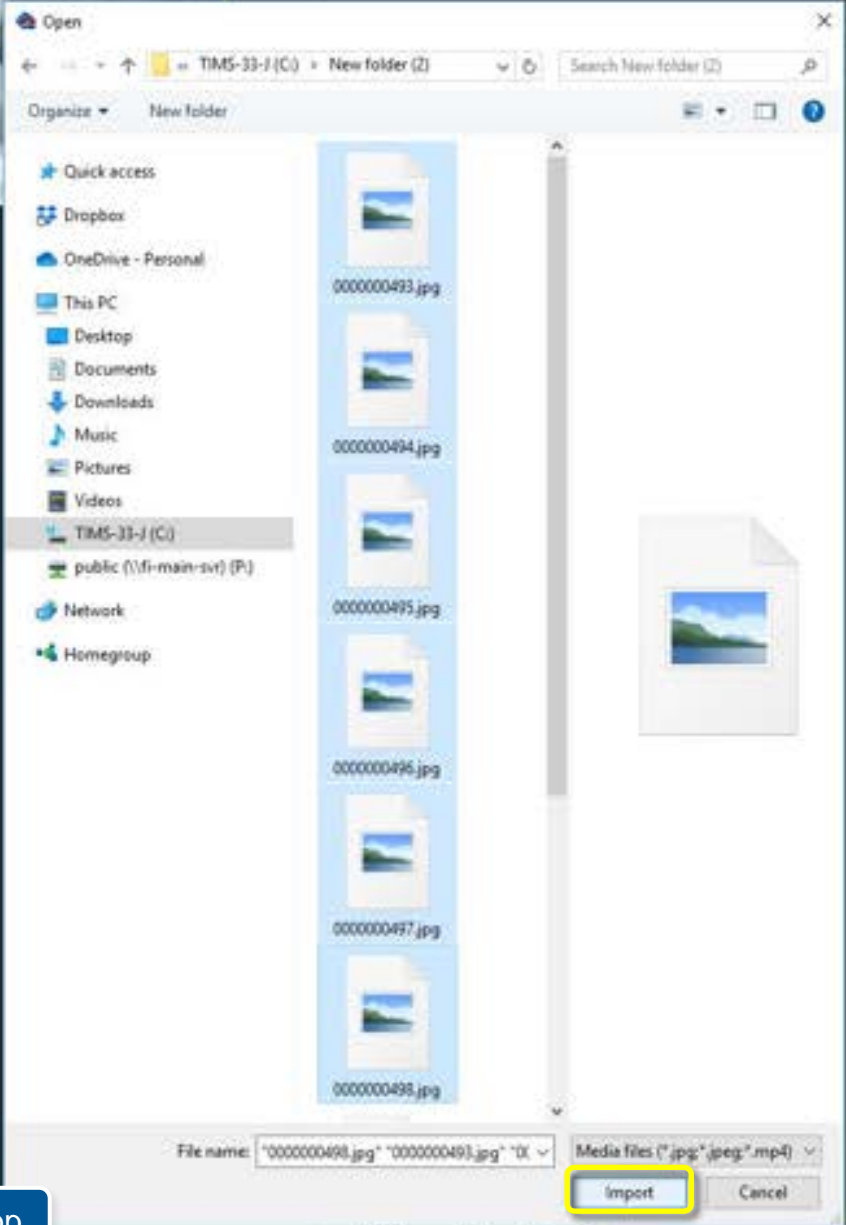 Open
TIMS-33-J (C:) › New folder (2)
Search New folder (2)
Organize
New folder
Quick access
Dropbox
OneDrive - Personal
This PC
Desktop
Documents
Downloads
Music
Pictures
Videos
TIMS-33-J (C:)
public (\\fi-main-svr) (P:)
Network
Homegroup
0000000493.jpg
0000000494.jpg
0000000495.jpg
0000000496.jpg
0000000497.jpg
0000000498.jpg
File name: "0000000498.jpg" "0000000493.jpg" "0(
Media files (*.jpg;*.jpeg;*.mp4)
Import
Cancel